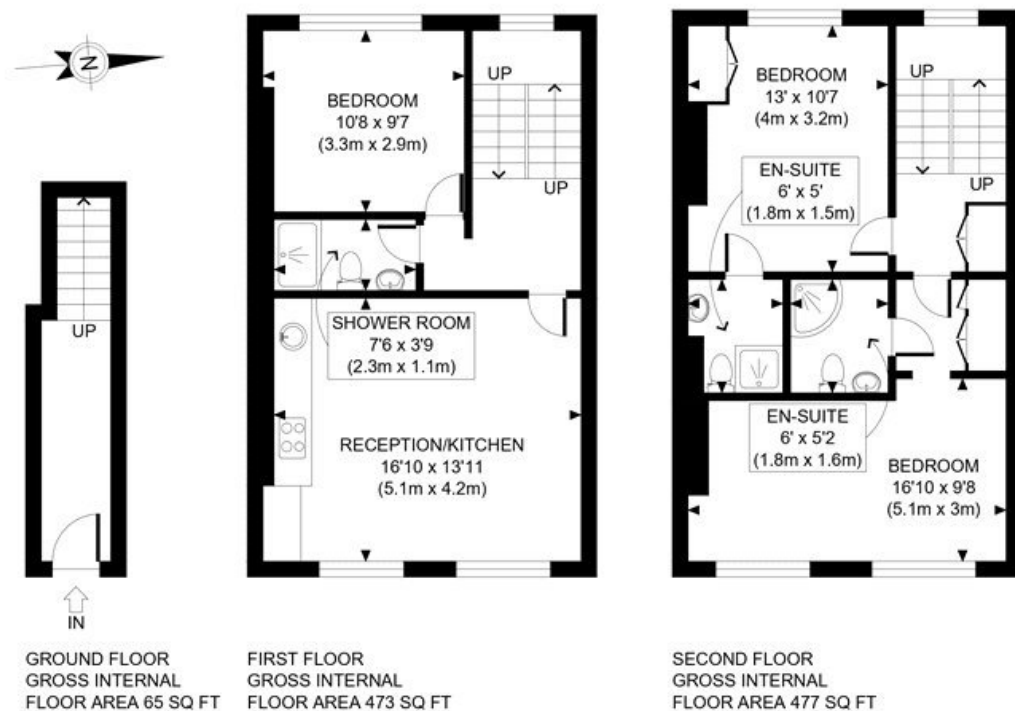 N
UP
IN
GROUND FLOOR
GROSS INTERNAL
FLOOR AREA 65 SQ FT
BEDROOM
10'8 x 9'7
(3.3m x 2.9m)
UP
UP
SHOWER ROOM
7'6 x 3'9
(2.3m x 1.1m)
RECEPTION/KITCHEN
16'10 x 13'11
(5.1m x 4.2m)
FIRST FLOOR
GROSS INTERNAL
FLOOR AREA 473 SQ FT
BEDROOM
13' x 10'7
(4m x 3.2m)
UP
UP
EN-SUITE
6' x 5'
(1.8m x 1.5m)
EN-SUITE
6' x 5'2
(1.8m x 1.6m)
BEDROOM
16'10 x 9'8
(5.1m x 3m)
SECOND FLOOR
GROSS INTERNAL
FLOOR AREA 477 SQ FT